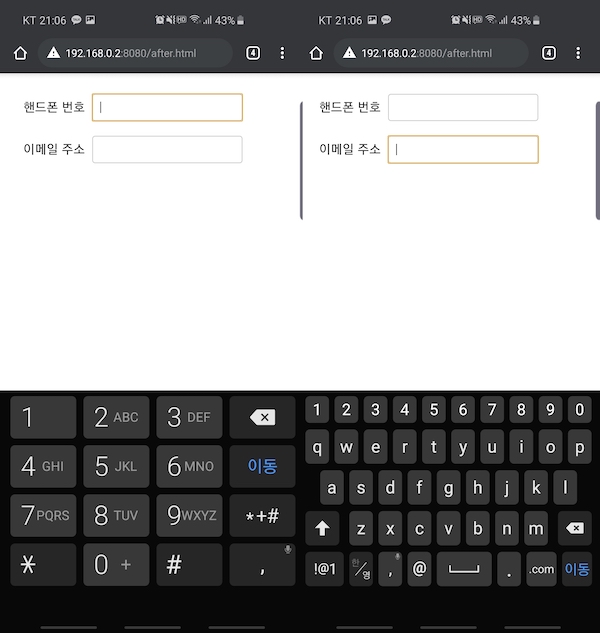 KT 21:06 43%
192.168.0.2:8080/after.html 4
핸드폰 번호
이메일 주소
1 2 ABC 3 DEF
4 GHI 5 JKL 6 MNO 이동
7 PQRS 8 TUV 9 WXYZ *+#
* 0 + # ,
KT 21:06 43%
192.168.0.2:8080/after.html 4
핸드폰 번호
이메일 주소
1 2 3 4 5 6 7 8 9 0
q w e r t y u i o p
a s d f g h j k l
z x c v b n m
!@1 한/영 , @ . .com 이동